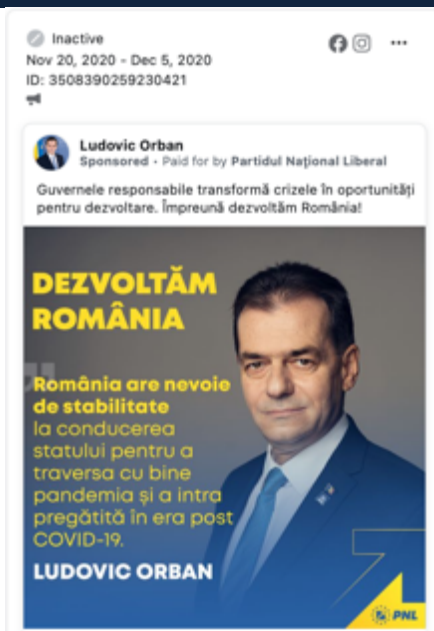 Inactive
Nov 20, 2020 - Dec 5, 2020
ID: 3508390259230421
Ludovic Orban
Sponsored • Paid for by Partidul Național Liberal
Guvernele responsabile transformă crizele în oportunități
pentru dezvoltare. Împreună dezvoltăm România!
DEZVOLTĂM
ROMÂNIA
România are nevoie
de stabilitate
la conducerea
statului pentru a
traversa cu bine
pandemia și a intra
pregătită în era post
COVID-19.
LUDOVIC ORBAN
PNL